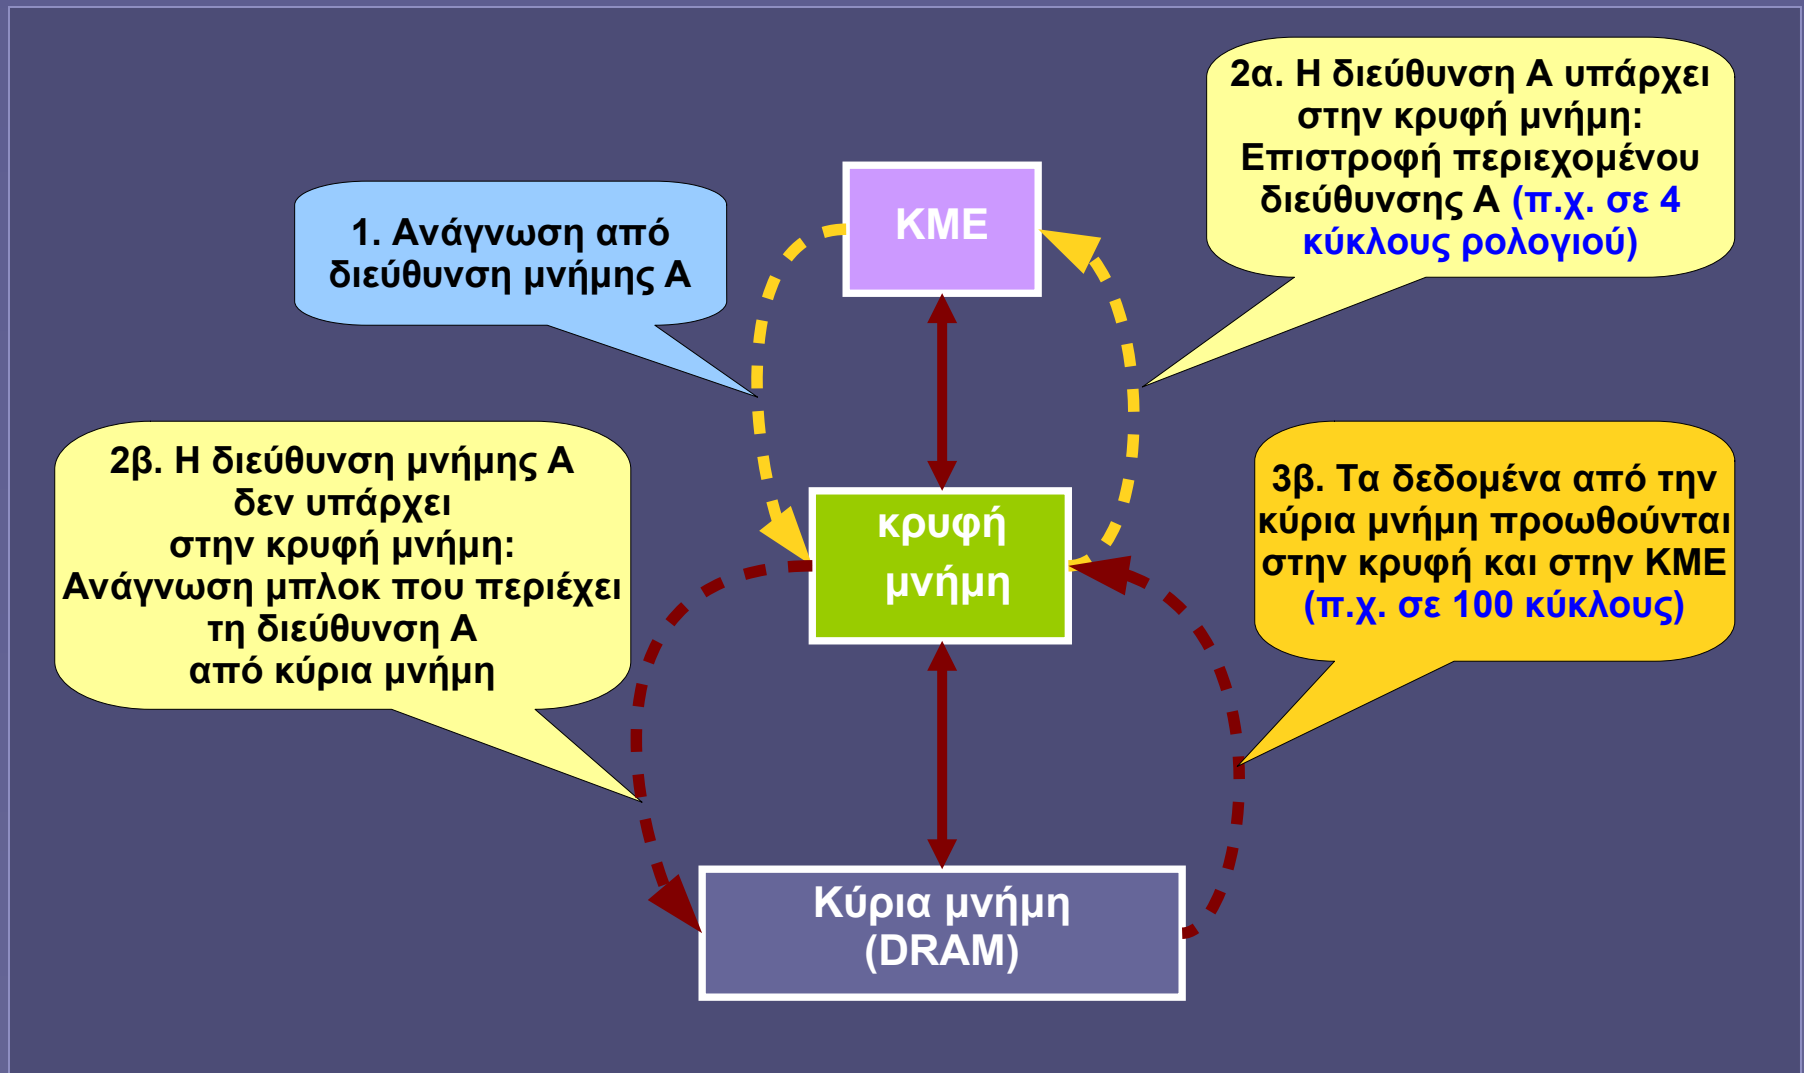 1. Ανάγνωση από
διεύθυνση μνήμης Α
ΚΜΕ
2α. Η διεύθυνση Α υπάρχει
στην κρυφή μνήμη:
Επιστροφή περιεχομένου
διεύθυνσης Α (π.χ. σε 4
κύκλους ρολογιού)
2β. Η διεύθυνση μνήμης Α
δεν υπάρχει
στην κρυφή μνήμη:
Ανάγνωση μπλοκ που περιέχει
τη διεύθυνση Α
από κύρια μνήμη
κρυφή
μνήμη
3β. Τα δεδομένα από την
κύρια μνήμη προωθούνται
στην κρυφή και στην ΚΜΕ
(π.χ. σε 100 κύκλους)
Κύρια μνήμη
(DRAM)